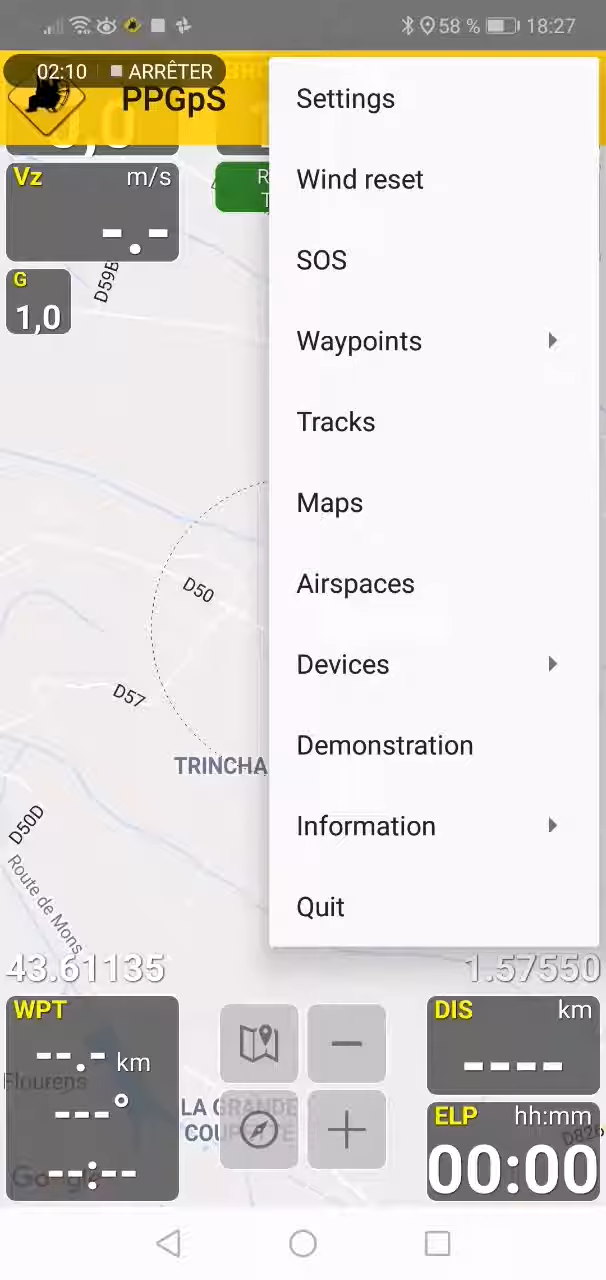 58 % 18:27
02:10 ARRÊTER
PPGpS
Settings
Wind reset
SOS
Waypoints
Tracks
Maps
Airspaces
Devices
Demonstration
Information
Quit
Vz m/s
-.-
G
1,0
D50
D57
TRINCHA
D50D
Route de Mons
43.61135
1.57550
WPT
--.- km
---°
--:--
DIS km
----
ELP hh:mm
00:00
Flourens
LA GRANDE
D826
Google